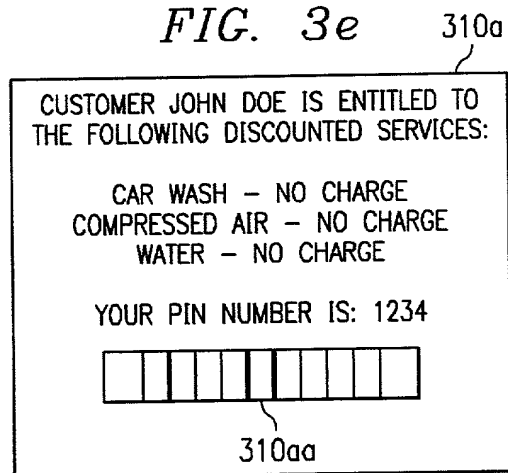 FIG. 3e
310a
CUSTOMER JOHN DOE IS ENTITLED TO
THE FOLLOWING DISCOUNTED SERVICES:
CAR WASH – NO CHARGE
COMPRESSED AIR – NO CHARGE
WATER – NO CHARGE
YOUR PIN NUMBER IS: 1234
310aa